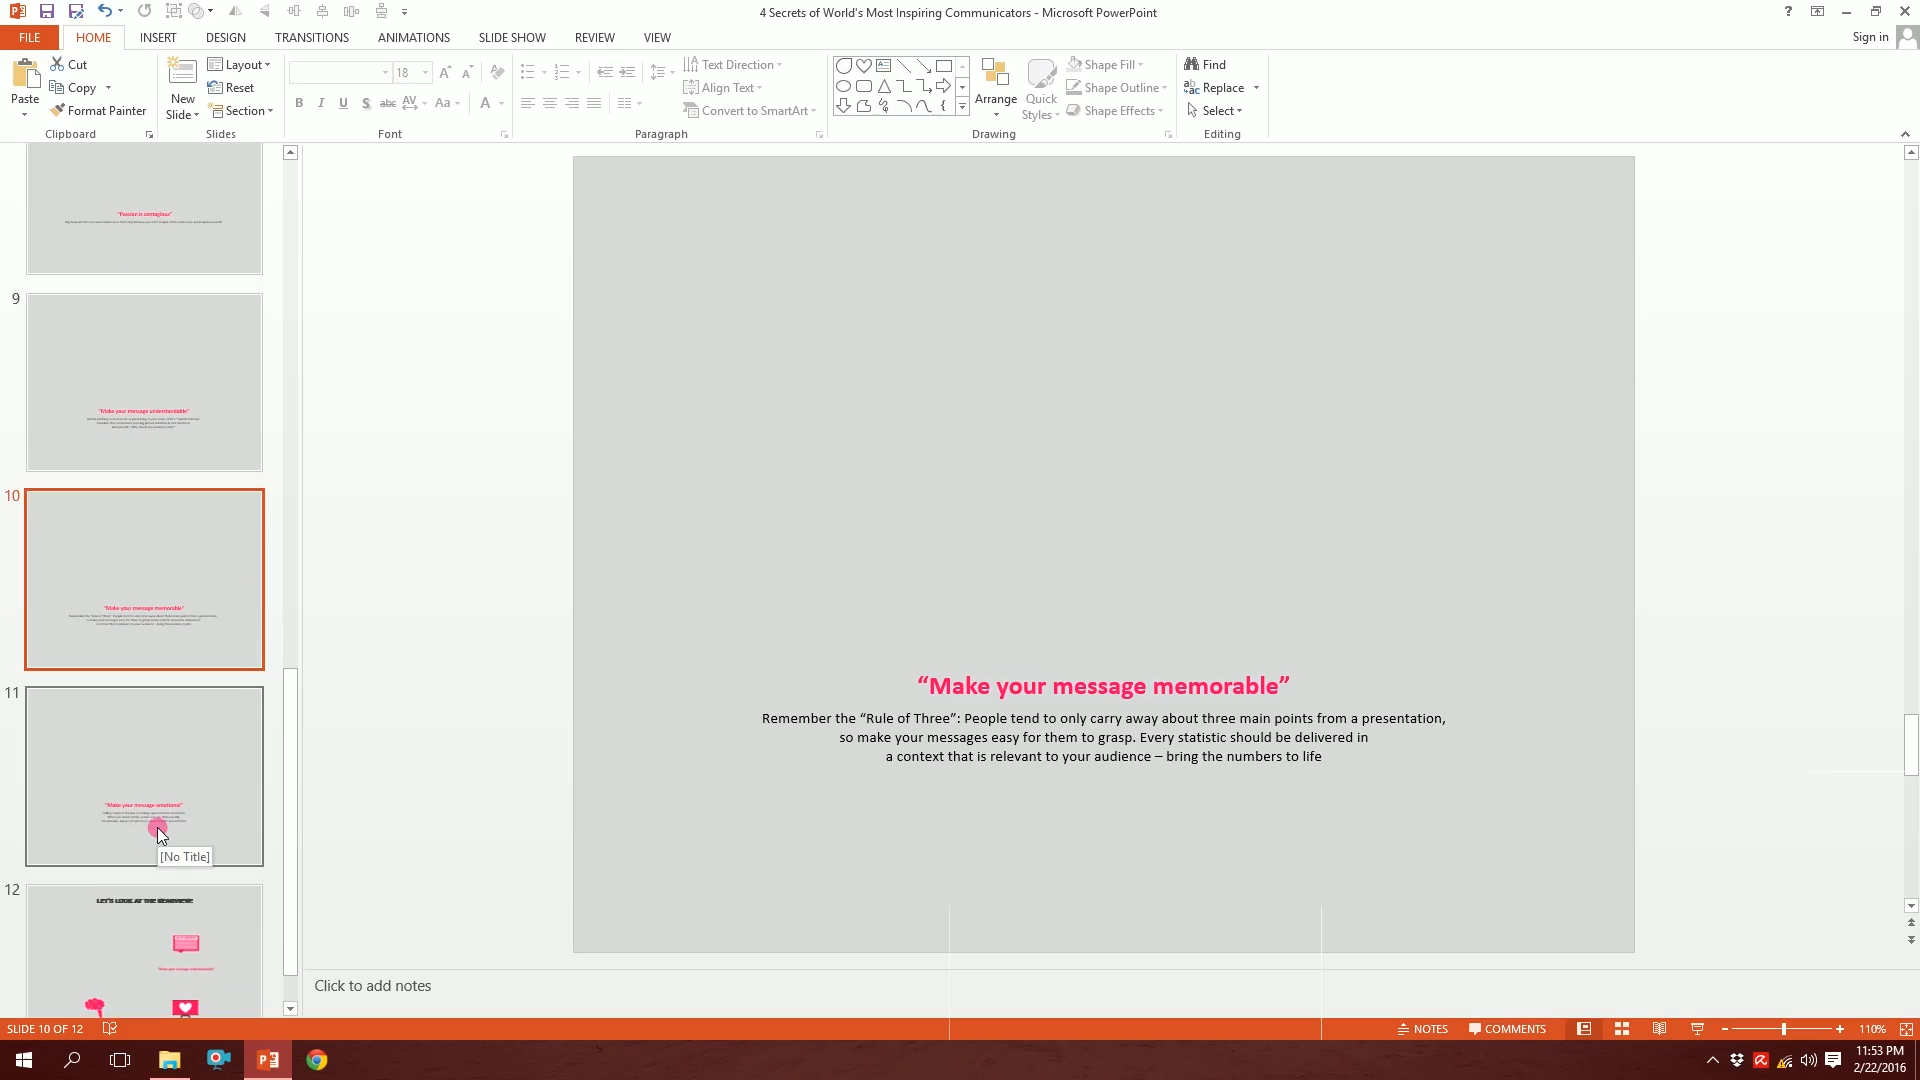 4 Secrets of World's Most Inspiring Communicators - Microsoft PowerPoint
FILE HOME INSERT DESIGN TRANSITIONS ANIMATIONS SLIDE SHOW REVIEW VIEW Sign in
Paste
Cut
Copy
Format Painter
Clipboard
New
Slide
Layout
Reset
Section
Slides
18
Font
Text Direction
Align Text
Convert to SmartArt
Paragraph
Arrange
Quick
Styles
Shape Fill
Shape Outline
Shape Effects
Drawing
Find
Replace
Select
Editing
"Passion is contagious"
9
"Make your message understandable"
10
"Make your message memorable"
11
"Make your message emotional"
[No Title]
12
"Make your message understandable"
“Make your message memorable”
Remember the “Rule of Three”: People tend to only carry away about three main points from a presentation,
so make your messages easy for them to grasp. Every statistic should be delivered in
a context that is relevant to your audience – bring the numbers to life
Click to add notes
SLIDE 10 OF 12 NOTES COMMENTS 110%
11:53 PM
2/22/2016